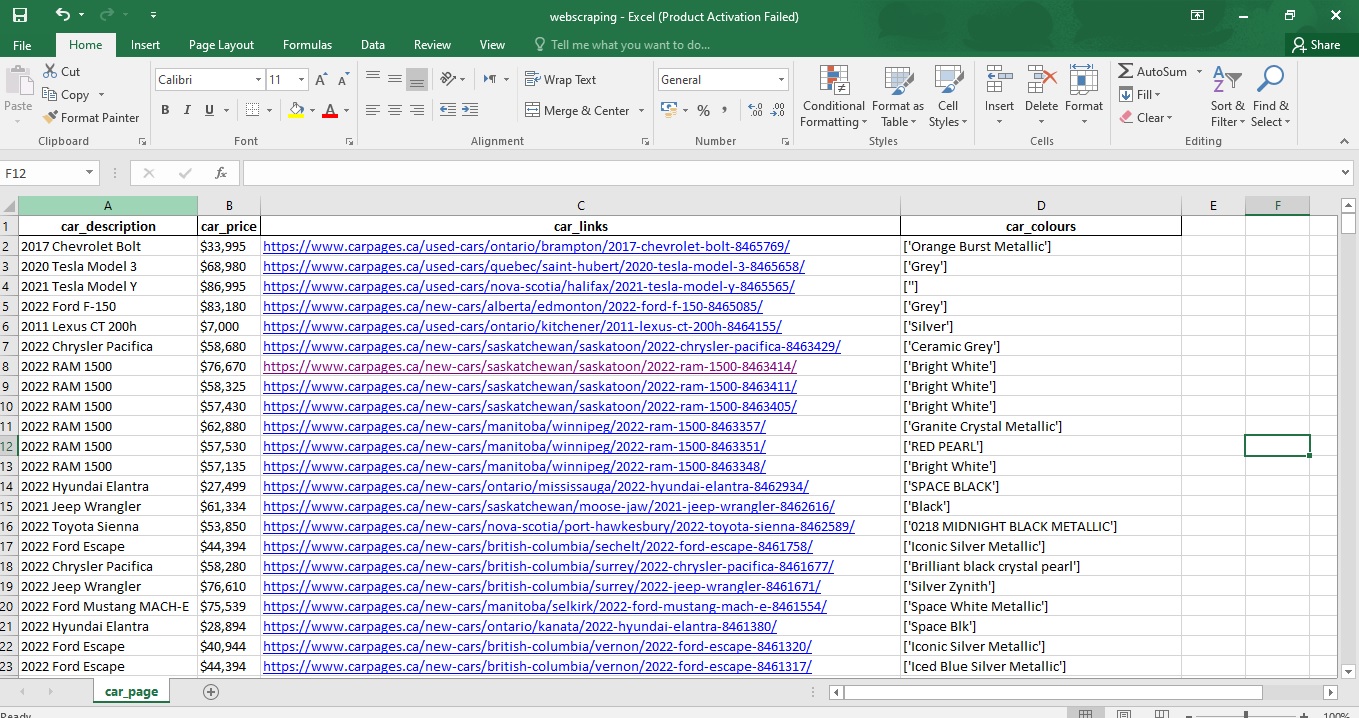 webscraping - Excel (Product Activation Failed)
File Home Insert Page Layout Formulas Data Review View Tell me what you want to do... Share
Paste
Cut
Copy
Format Painter
Clipboard
Calibri 11
B I U
Font
Wrap Text
Merge & Center
Alignment
General
% ,
Number
Conditional Formatting
Format as Table
Cell Styles
Styles
Insert Delete Format
Cells
AutoSum
Fill
Clear
Sort & Filter
Find & Select
Editing
F12 fx
A B C D E F
1 car_description car_price car_links car_colours
2 2017 Chevrolet Bolt $33,995 https://www.carpages.ca/used-cars/ontario/brampton/2017-chevrolet-bolt-8465769/ ['Orange Burst Metallic']
3 2020 Tesla Model 3 $68,980 https://www.carpages.ca/used-cars/quebec/saint-hubert/2020-tesla-model-3-8465658/ ['Grey']
4 2021 Tesla Model Y $86,995 https://www.carpages.ca/used-cars/nova-scotia/halifax/2021-tesla-model-y-8465565/ ['']
5 2022 Ford F-150 $83,180 https://www.carpages.ca/new-cars/alberta/edmonton/2022-ford-f-150-8465085/ ['Grey']
6 2011 Lexus CT 200h $7,000 https://www.carpages.ca/used-cars/ontario/kitchener/2011-lexus-ct-200h-8464155/ ['Silver']
7 2022 Chrysler Pacifica $58,680 https://www.carpages.ca/new-cars/saskatchewan/saskatoon/2022-chrysler-pacifica-8463429/ ['Ceramic Grey']
8 2022 RAM 1500 $76,670 https://www.carpages.ca/new-cars/saskatchewan/saskatoon/2022-ram-1500-8463414/ ['Bright White']
9 2022 RAM 1500 $58,325 https://www.carpages.ca/new-cars/saskatchewan/saskatoon/2022-ram-1500-8463411/ ['Bright White']
10 2022 RAM 1500 $57,430 https://www.carpages.ca/new-cars/saskatchewan/saskatoon/2022-ram-1500-8463405/ ['Bright White']
11 2022 RAM 1500 $62,880 https://www.carpages.ca/new-cars/manitoba/winnipeg/2022-ram-1500-8463357/ ['Granite Crystal Metallic']
12 2022 RAM 1500 $57,530 https://www.carpages.ca/new-cars/manitoba/winnipeg/2022-ram-1500-8463351/ ['RED PEARL']
13 2022 RAM 1500 $57,135 https://www.carpages.ca/new-cars/manitoba/winnipeg/2022-ram-1500-8463348/ ['Bright White']
14 2022 Hyundai Elantra $27,499 https://www.carpages.ca/new-cars/ontario/mississauga/2022-hyundai-elantra-8462934/ ['SPACE BLACK']
15 2021 Jeep Wrangler $61,334 https://www.carpages.ca/new-cars/saskatchewan/moose-jaw/2021-jeep-wrangler-8462616/ ['Black']
16 2022 Toyota Sienna $53,850 https://www.carpages.ca/new-cars/nova-scotia/port-hawkesbury/2022-toyota-sienna-8462589/ ['0218 MIDNIGHT BLACK METALLIC']
17 2022 Ford Escape $44,394 https://www.carpages.ca/new-cars/british-columbia/sechelt/2022-ford-escape-8461758/ ['Iconic Silver Metallic']
18 2022 Chrysler Pacifica $58,280 https://www.carpages.ca/new-cars/british-columbia/surrey/2022-chrysler-pacifica-8461677/ ['Brilliant black crystal pearl']
19 2022 Jeep Wrangler $76,610 https://www.carpages.ca/new-cars/british-columbia/surrey/2022-jeep-wrangler-8461671/ ['Silver Zynith']
20 2022 Ford Mustang MACH-E $75,539 https://www.carpages.ca/new-cars/manitoba/selkirk/2022-ford-mustang-mach-e-8461554/ ['Space White Metallic']
21 2022 Hyundai Elantra $28,894 https://www.carpages.ca/new-cars/ontario/kanata/2022-hyundai-elantra-8461380/ ['Space Blk']
22 2022 Ford Escape $40,944 https://www.carpages.ca/new-cars/british-columbia/vernon/2022-ford-escape-8461320/ ['Iconic Silver Metallic']
23 2022 Ford Escape $44,394 https://www.carpages.ca/new-cars/british-columbia/vernon/2022-ford-escape-8461317/ ['Iced Blue Silver Metallic']
car_page
Ready 100%